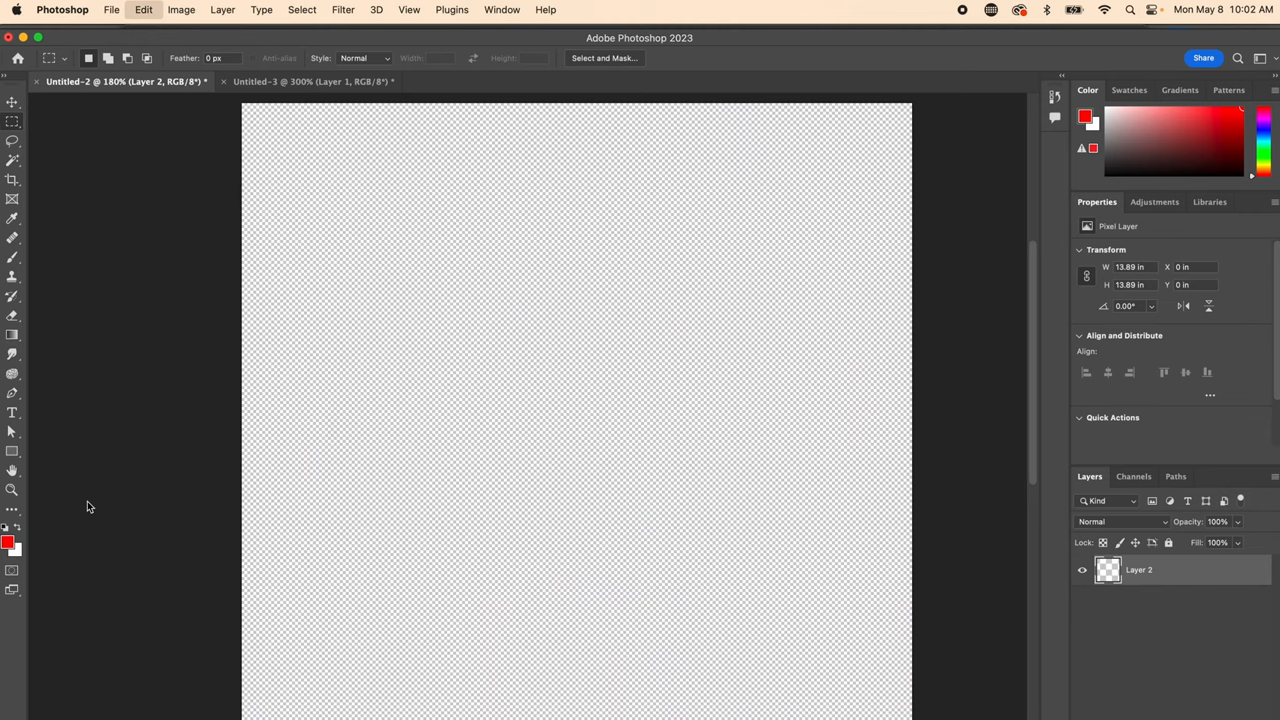 Photoshop File Edit Image Layer Type Select Filter 3D View Plugins Window Help Mon May 8 10:02 AM
Adobe Photoshop 2023
Feather: 0 px Anti-alias Style: Normal Width: Height: Select and Mask... Share
× Untitled-2 @ 180% (Layer 2, RGB/8*) * × Untitled-3 @ 300% (Layer 1, RGB/8*) *
Color Swatches Gradients Patterns
Properties Adjustments Libraries
Pixel Layer
Transform
W 13.89 in X 0 in
H 13.89 in Y 0 in
0.00°
Align and Distribute
Align:
Quick Actions
Layers Channels Paths
Kind
Normal Opacity: 100%
Lock: Fill: 100%
Layer 2